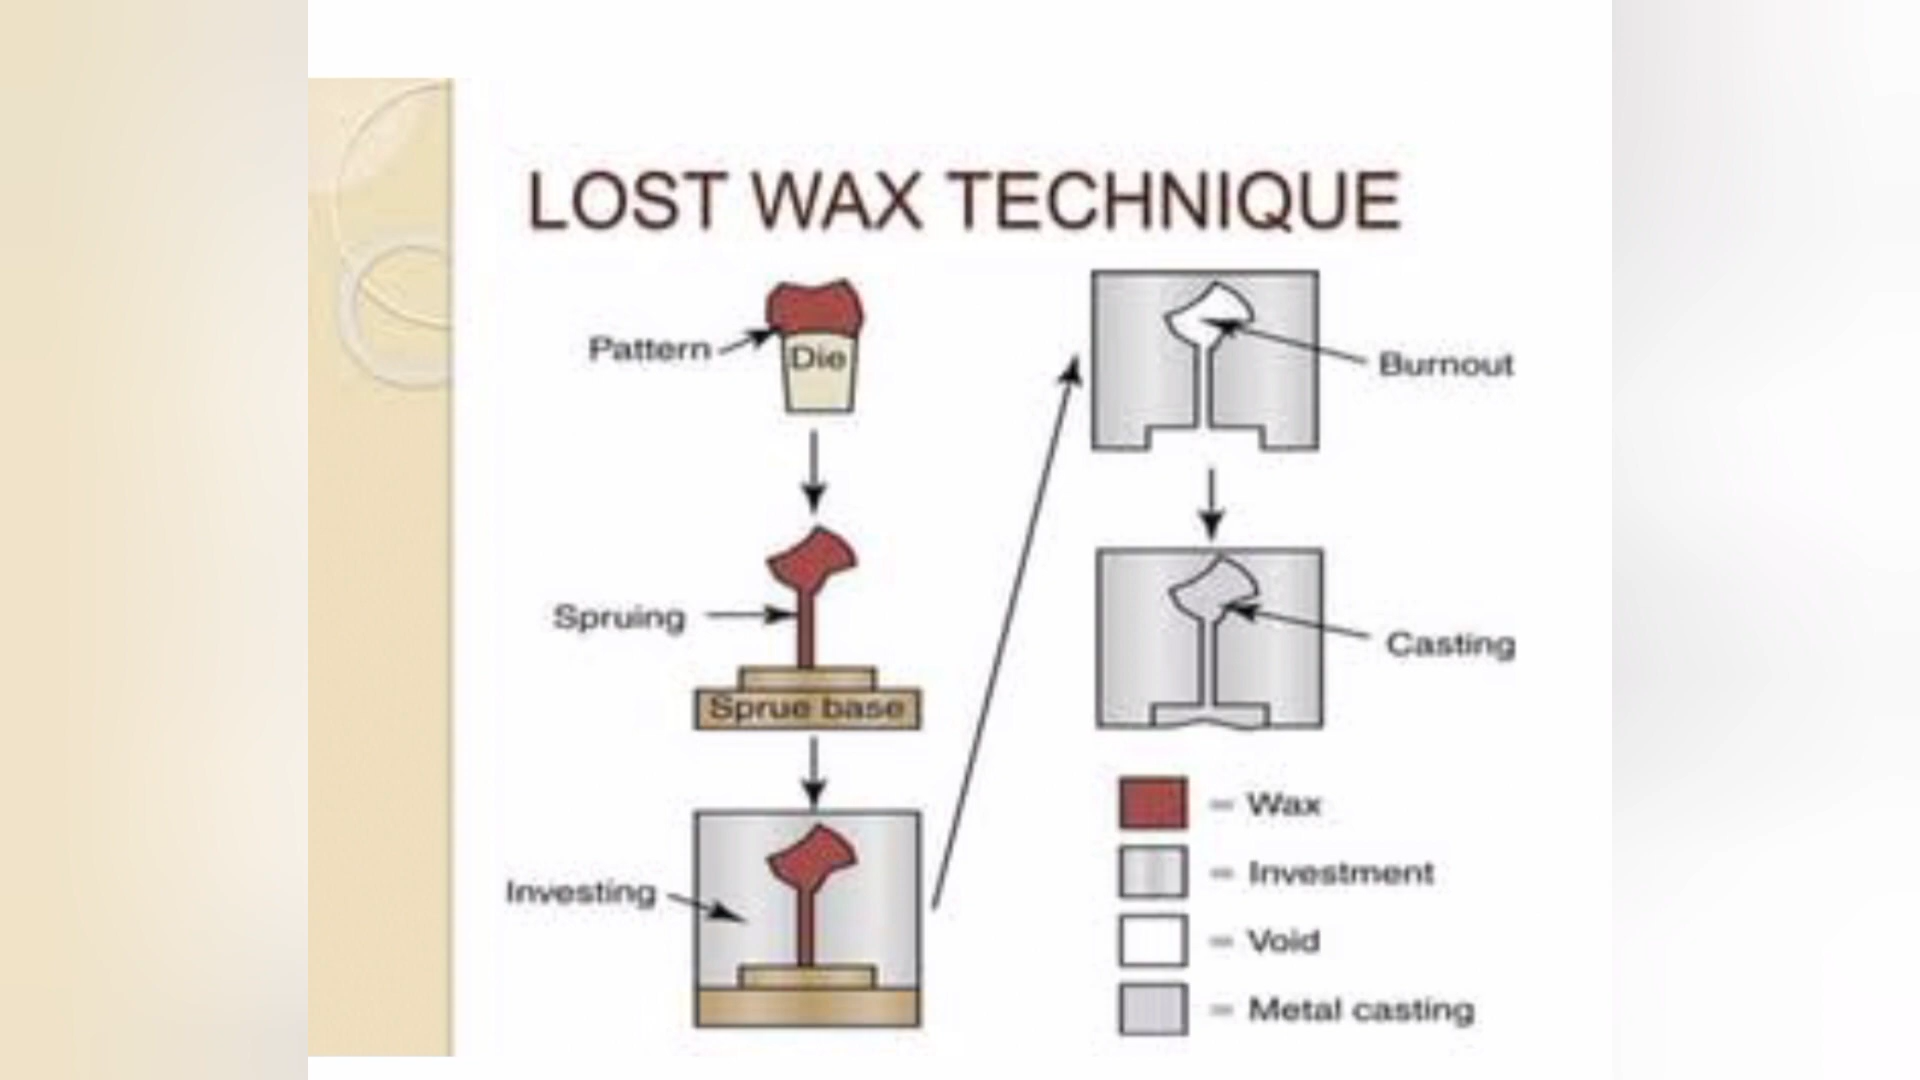 LOST WAX TECHNIQUE
Pattern
Die
Spruing
Sprue base
Investing
Burnout
Casting
= Wax
= Investment
= Void
= Metal casting